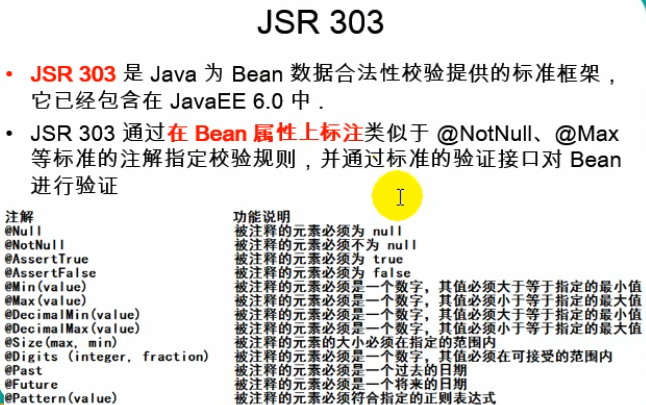 JSR 303
• JSR 303 是 Java 为 Bean 数据合法性校验提供的标准框架，
它已经包含在 JavaEE 6.0 中 .
• JSR 303 通过在 Bean 属性上标注类似于 @NotNull、@Max
等标准的注解指定校验规则，并通过标准的验证接口对 Bean
进行验证
注解 功能说明
@Null 被注释的元素必须为 null
@NotNull 被注释的元素必须不为 null
@AssertTrue 被注释的元素必须为 true
@AssertFalse 被注释的元素必须为 false
@Min(value) 被注释的元素必须是一个数字，其值必须大于等于指定的最小值
@Max(value) 被注释的元素必须是一个数字，其值必须小于等于指定的最大值
@DecimalMin(value) 被注释的元素必须是一个数字，其值必须大于等于指定的最小值
@DecimalMax(value) 被注释的元素必须是一个数字，其值必须小于等于指定的最大值
@Size(max, min) 被注释的元素的大小必须在指定的范围内
@Digits (integer, fraction) 被注释的元素必须是一个数字，其值必须在可接受的范围内
@Past 被注释的元素必须是一个过去的日期
@Future 被注释的元素必须是一个将来的日期
@Pattern(value) 被注释的元素必须符合指定的正则表达式